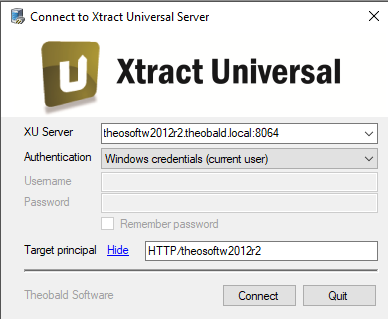 Connect to Xtract Universal Server
U Xtract Universal
XU Server theosoftw2012r2.theobald.local:8064
Authentication Windows credentials (current user)
Username
Password
Remember password
Target principal Hide HTTP/theosoftw2012r2
Theobald Software Connect Quit